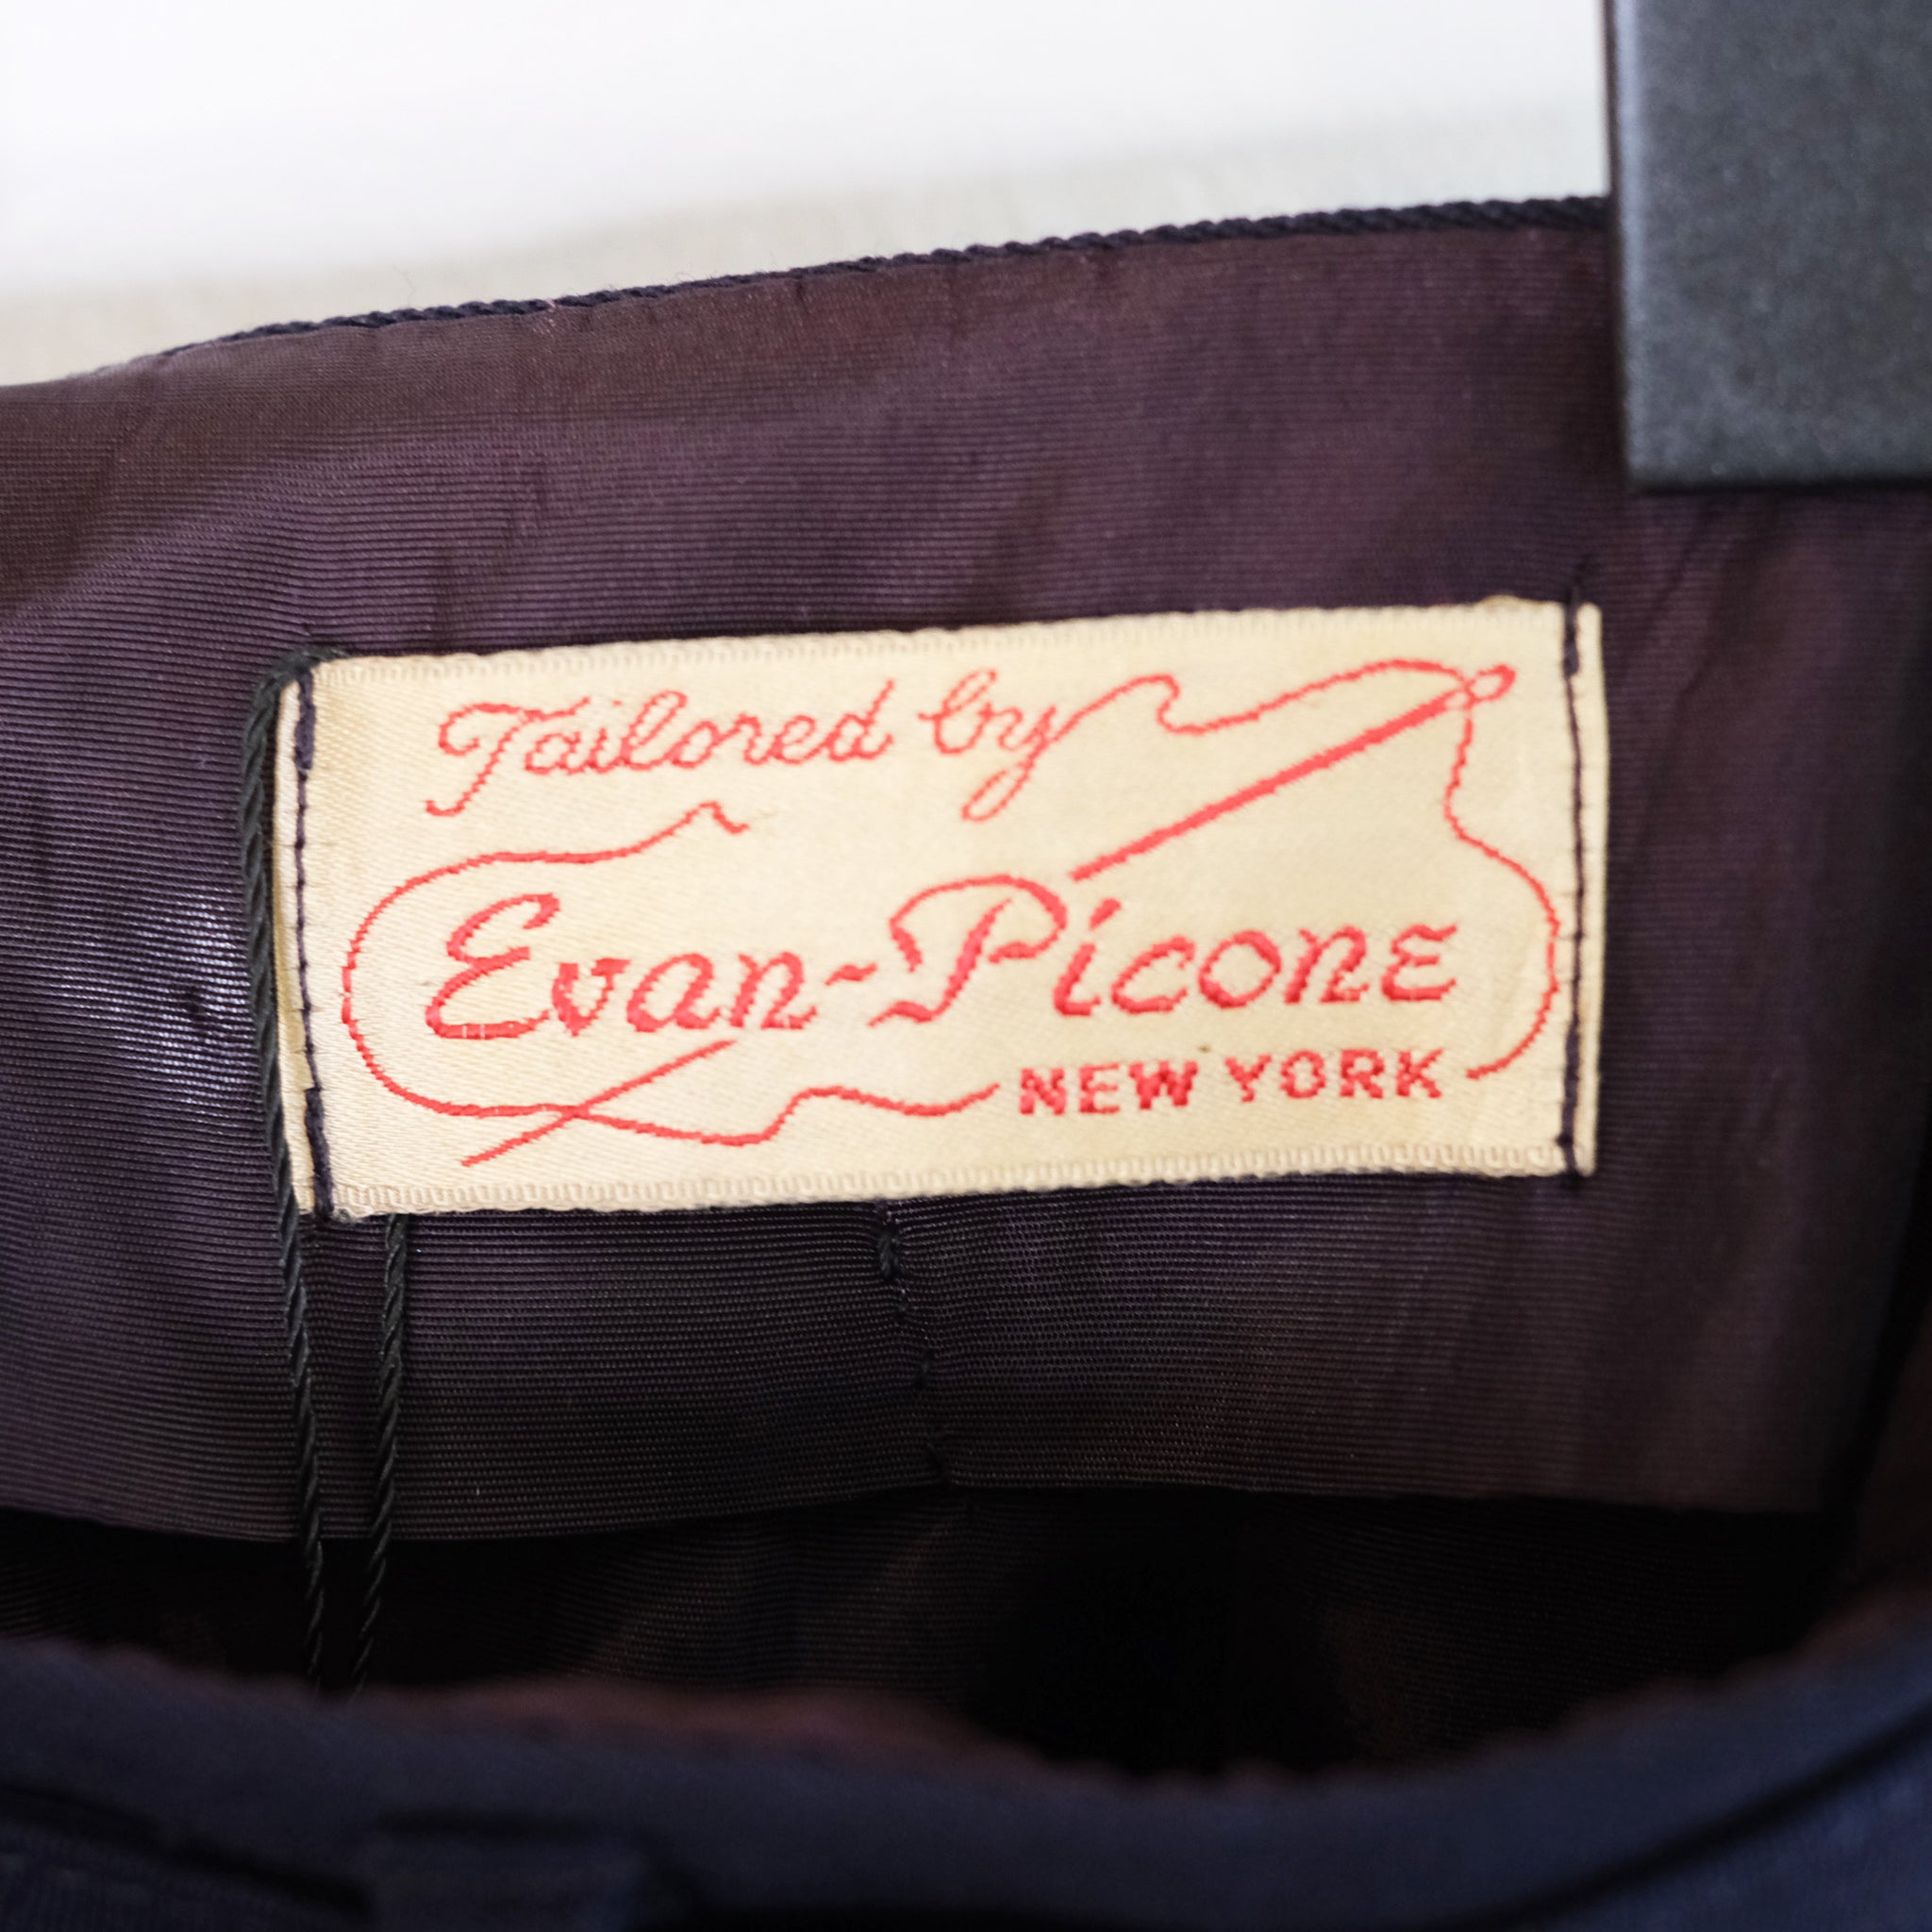 Tailored by
Evan-Picone
NEW YORK